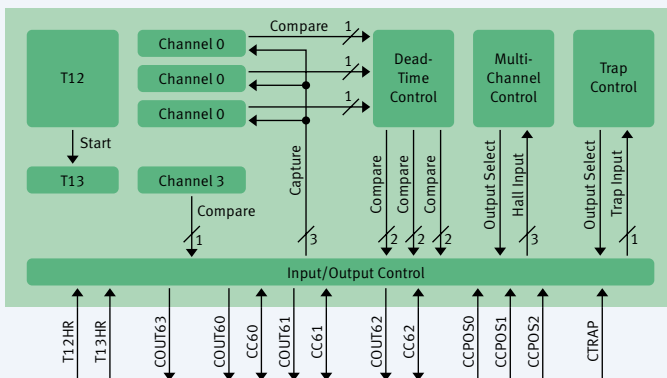 Compare
1
Channel 0
T12
1
Channel 0
1
Channel 0
Dead-
Time
Control
Multi-
Channel
Control
Trap
Control
Start
T13
Channel 3
Compare
1
Capture
3
Compare
2
Compare
2
Compare
2
Output Select
Hall Input
3
Output Select
Trap Input
1
Input/Output Control
T12HR
T13HR
COUT63
COUT60
CC60
COUT61
CC61
COUT62
CC62
CCPOS0
CCPOS1
CCPOS2
CTRAP